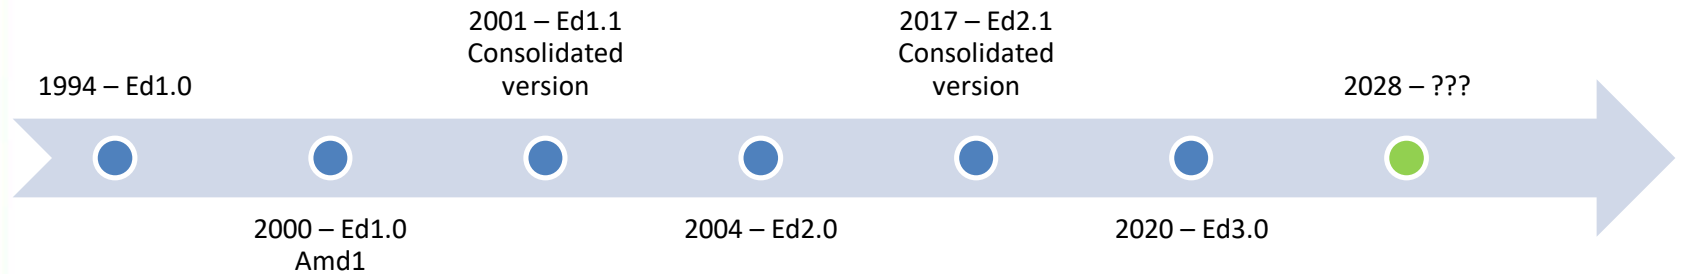 1994 – Ed1.0
2000 – Ed1.0
Amd1
2001 – Ed1.1
Consolidated
version
2004 – Ed2.0
2017 – Ed2.1
Consolidated
version
2020 – Ed3.0
2028 – ???